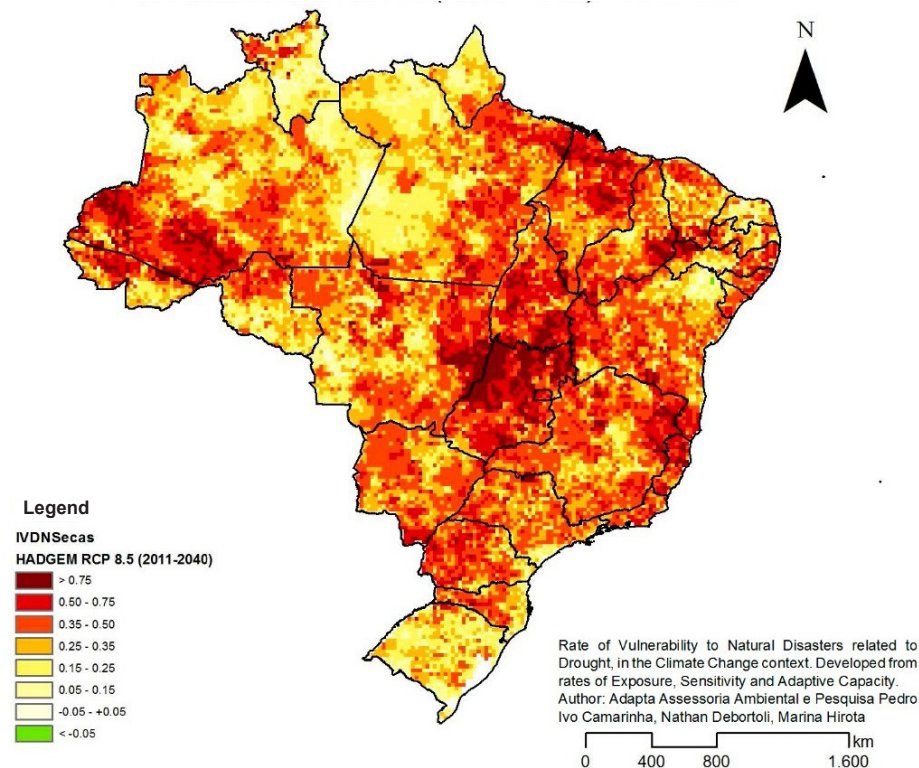 N
Legend
IVDNSecas
HADGEM RCP 8.5 (2011-2040)
> 0.75
0.50 - 0.75
0.35 - 0.50
0.25 - 0.35
0.15 - 0.25
0.05 - 0.15
-0.05 - +0.05
< -0.05
Rate of Vulnerability to Natural Disasters related to
Drought, in the Climate Change context. Developed from
rates of Exposure, Sensitivity and Adaptive Capacity.
Author: Adapta Assessoria Ambiental e Pesquisa Pedro
Ivo Camarinha, Nathan Debortoli, Marina Hirota
km
0 400 800 1.600